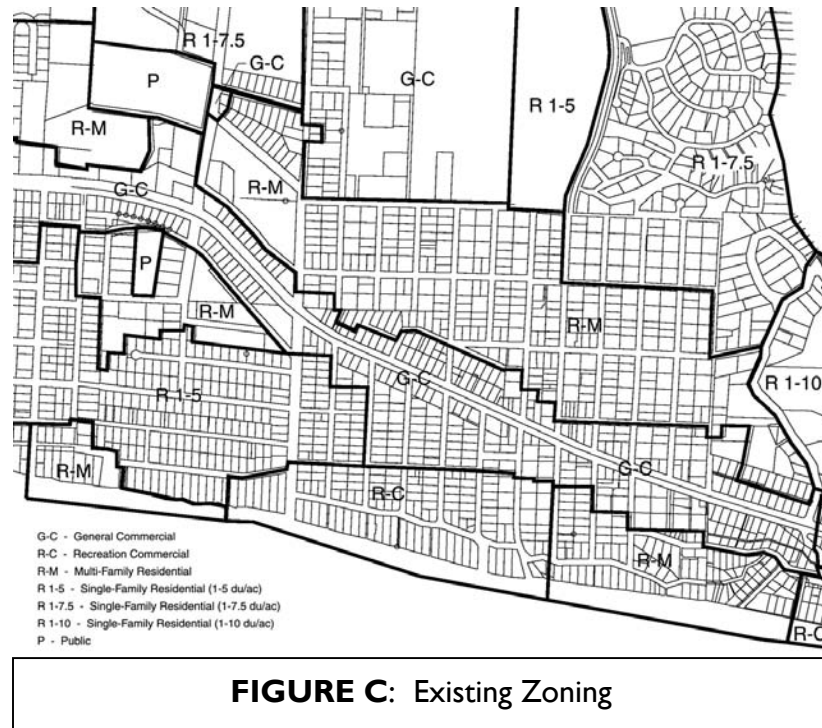 R 1-7.5
G-C
P
G-C
R 1-5
R-M
R 1-7.5
G-C
R-M
P
R-M
R-M
G-C
R 1-10
R 1-5
R-M
G-C
R-C
R-M
R-C
G-C - General Commercial
R-C - Recreation Commercial
R-M - Multi-Family Residential
R 1-5 - Single-Family Residential (1-5 du/ac)
R 1-7.5 - Single-Family Residential (1-7.5 du/ac)
R 1-10 - Single-Family Residential (1-10 du/ac)
P - Public
FIGURE C: Existing Zoning